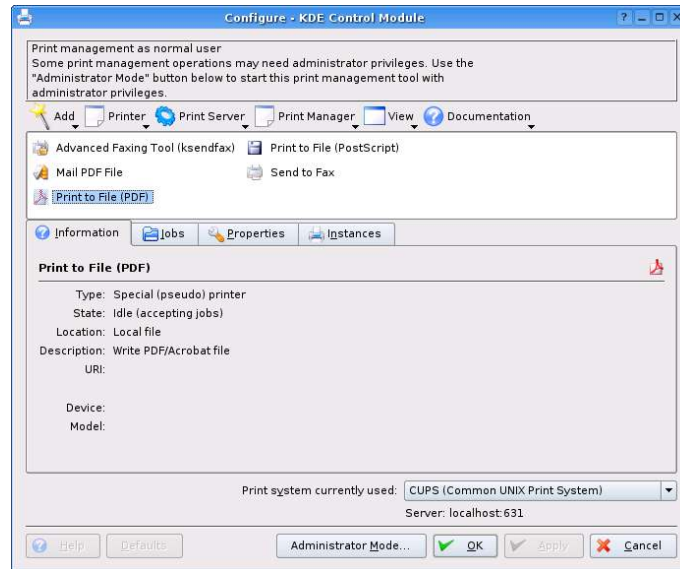 Configure - KDE Control Module
Print management as normal user
Some print management operations may need administrator privileges. Use the
"Administrator Mode" button below to start this print management tool with
administrator privileges.
Add Printer Print Server Print Manager View Documentation
Advanced Faxing Tool (ksendfax) Print to File (PostScript)
Mail PDF File Send to Fax
Print to File (PDF)
Information Jobs Properties Instances
Print to File (PDF)
Type: Special (pseudo) printer
State: Idle (accepting jobs)
Location: Local file
Description: Write PDF/Acrobat file
URI:
Device:
Model:
Print system currently used: CUPS (Common UNIX Print System)
Server: localhost:631
Help Defaults Administrator Mode... OK Apply Cancel